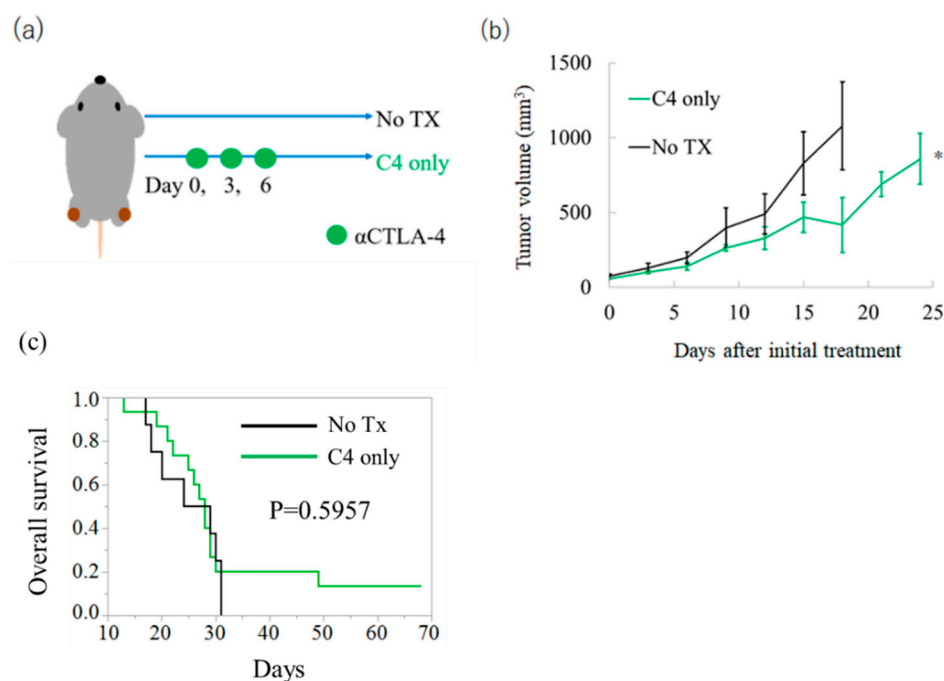 (a)
No TX
C4 only
Day 0, 3, 6
αCTLA-4
(b)
1500
1000
500
0
Tumor volume (mm³)
C4 only
No TX
*
0 5 10 15 20 25
Days after initial treatment
(c)
1.0
0.8
0.6
0.4
0.2
0.0
Overall survival
No Tx
C4 only
P=0.5957
10 20 30 40 50 60 70
Days